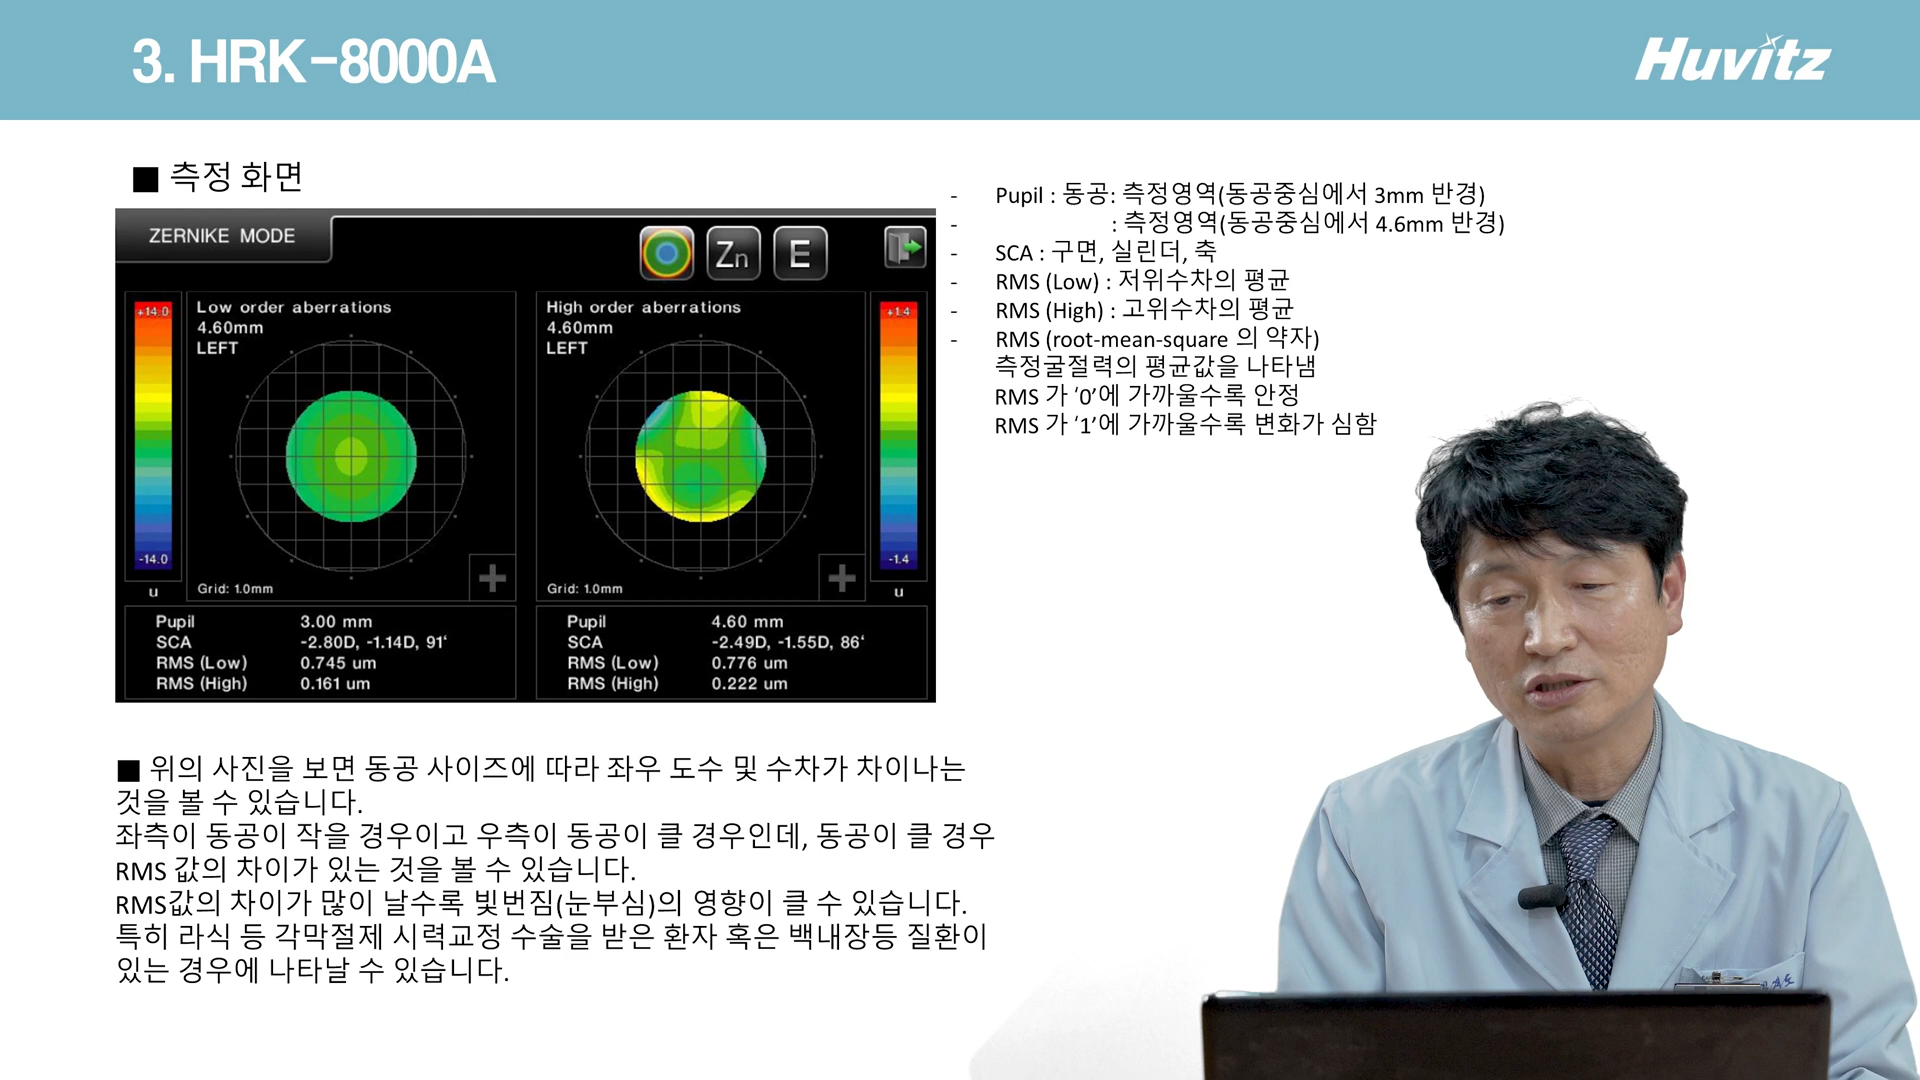 3. HRK-8000A
Huvitz
■ 측정 화면
ZERNIKE MODE
Zn
E
+14.0
-14.0
u
Low order aberrations
4.60mm
LEFT
Grid: 1.0mm
High order aberrations
4.60mm
LEFT
Grid: 1.0mm
+1.4
-1.4
u
Pupil 3.00 mm
SCA -2.80D, -1.14D, 91‘
RMS (Low) 0.745 um
RMS (High) 0.161 um
Pupil 4.60 mm
SCA -2.49D, -1.55D, 86‘
RMS (Low) 0.776 um
RMS (High) 0.222 um
- Pupil : 동공: 측정영역(동공중심에서 3mm 반경)
- : 측정영역(동공중심에서 4.6mm 반경)
- SCA : 구면, 실린더, 축
- RMS (Low) : 저위수차의 평균
- RMS (High) : 고위수차의 평균
- RMS (root-mean-square 의 약자)
측정굴절력의 평균값을 나타냄
RMS 가 ‘0’에 가까울수록 안정
RMS 가 ‘1’에 가까울수록 변화가 심함
■ 위의 사진을 보면 동공 사이즈에 따라 좌우 도수 및 수차가 차이나는
것을 볼 수 있습니다.
좌측이 동공이 작을 경우이고 우측이 동공이 클 경우인데, 동공이 클 경우
RMS 값의 차이가 있는 것을 볼 수 있습니다.
RMS값의 차이가 많이 날수록 빛번짐(눈부심)의 영향이 클 수 있습니다.
특히 라식 등 각막절제 시력교정 수술을 받은 환자 혹은 백내장등 질환이
있는 경우에 나타날 수 있습니다.